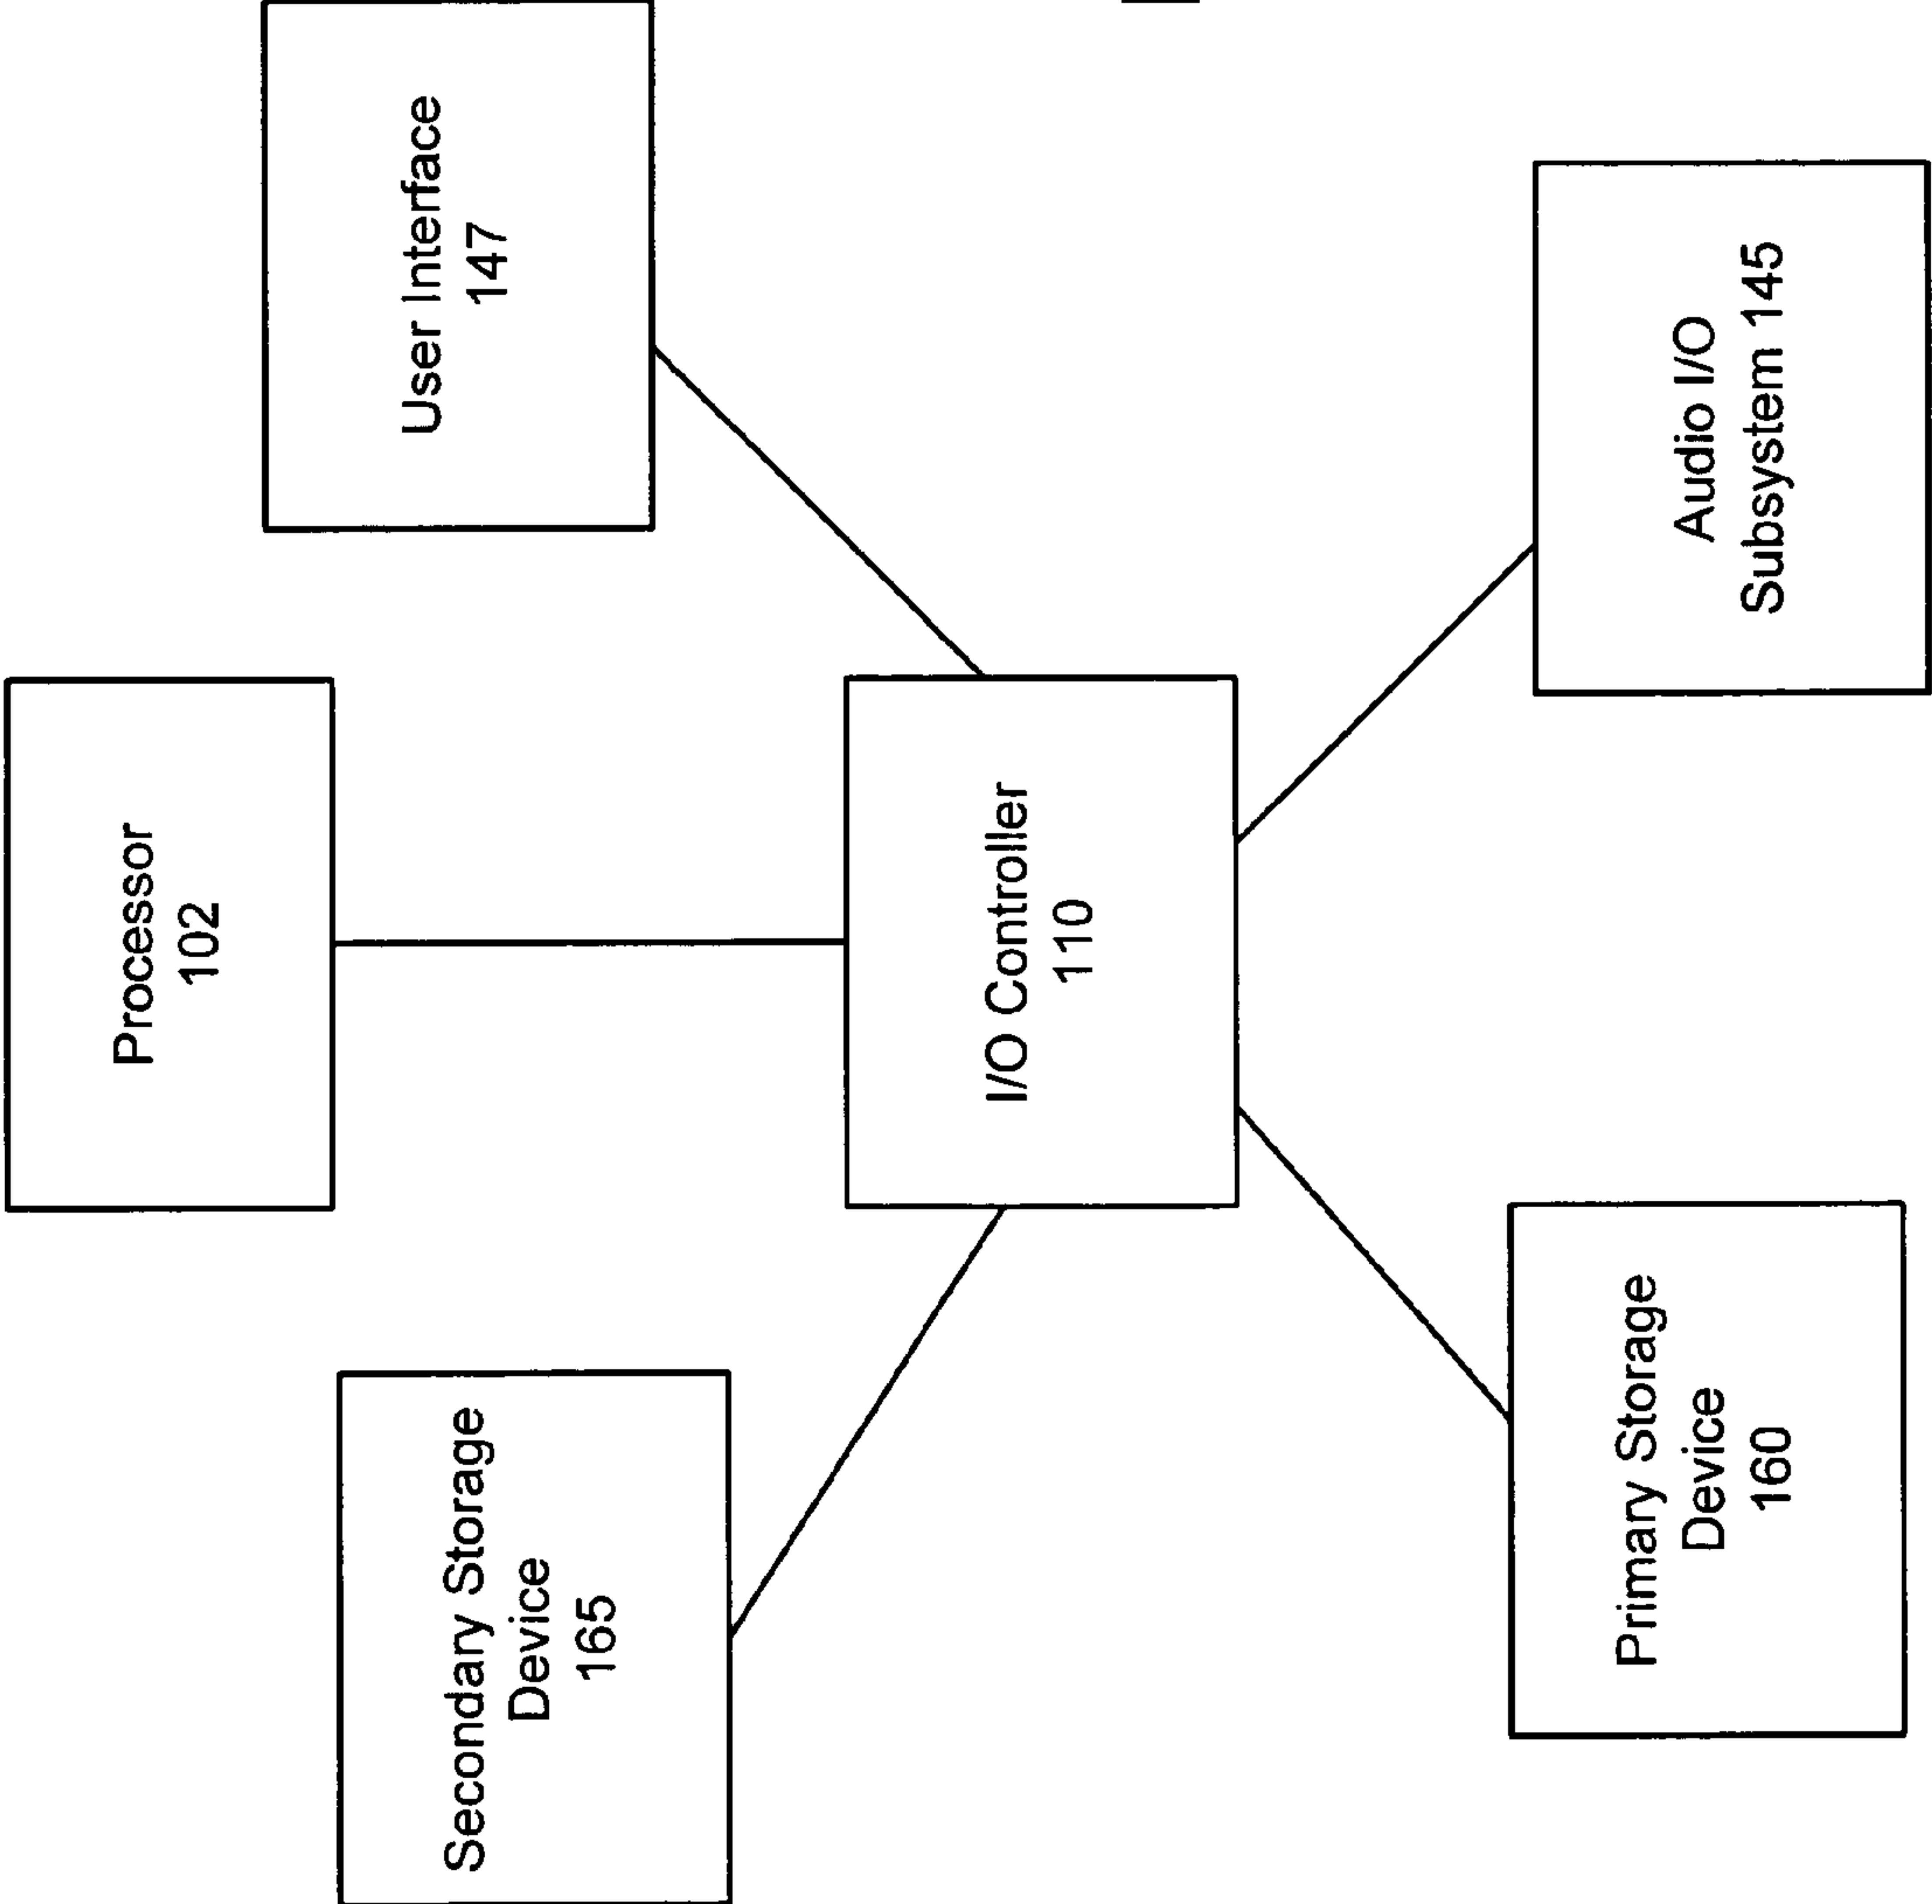 Processor
102
User Interface
147
Secondary Storage
Device
165
I/O Controller
110
Primary Storage
Device
160
Audio I/O
Subsystem 145